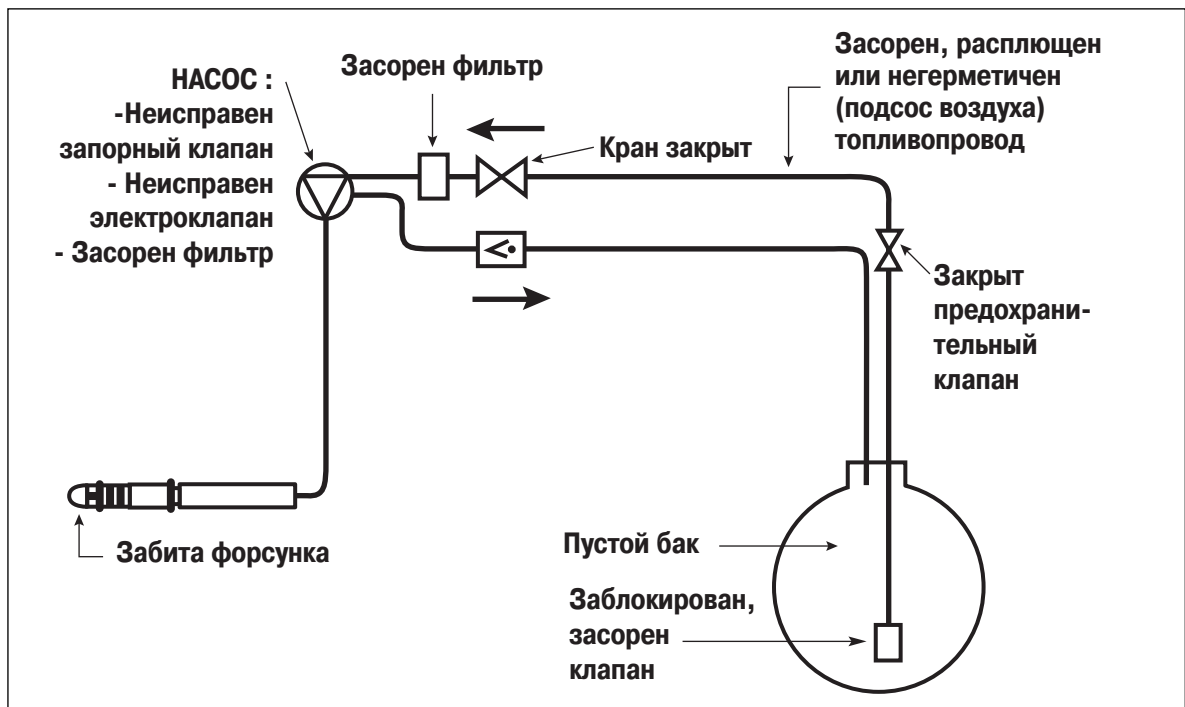 НАСОС :
-Неисправен
запорный клапан
- Неисправен
электроклапан
- Засорен фильтр
Засорен фильтр
Кран закрыт
Засорен, расплющен
или негерметичен
(подсос воздуха)
топливопровод
Закрыт
предохрани-
тельный
клапан
Забита форсунка
Пустой бак
Заблокирован,
засорен
клапан